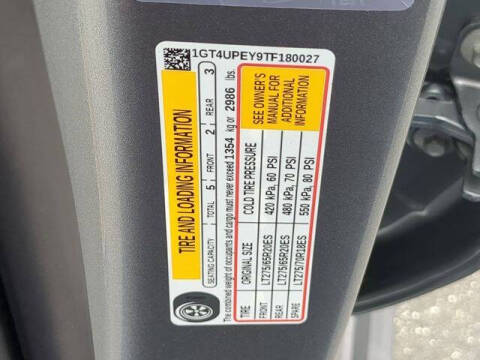 1GT4UPEY9TF180027
TIRE AND LOADING INFORMATION
SEATING CAPACITY TOTAL 5 FRONT 2 REAR 3
The combined weight of occupants and cargo must never exceed 1354 kg or 2986 lbs.
TIRE ORIGINAL SIZE COLD TIRE PRESSURE
FRONT LT275/65R20ES 420 kPa, 60 PSI
REAR LT275/65R20ES 480 kPa, 70 PSI
SPARE LT275/70R18ES 550 kPa, 80 PSI
SEE OWNER'S
MANUAL FOR
ADDITIONAL
INFORMATION